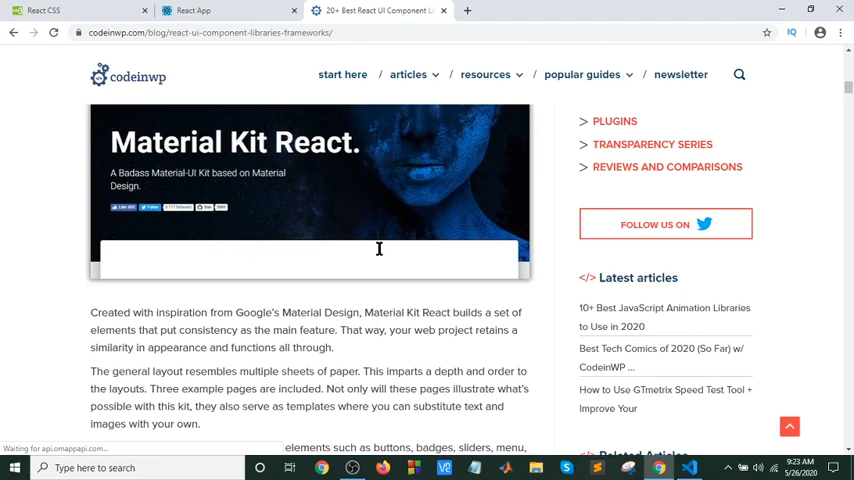 React CSS
React App
20+ Best React UI Component Li
codeinwp.com/blog/react-ui-component-libraries-frameworks/
IQ
codeinwp
start here / articles / resources / popular guides / newsletter
Material Kit React.
A Badass Material-UI Kit based on Material
Design.
> PLUGINS
> TRANSPARENCY SERIES
> REVIEWS AND COMPARISONS
FOLLOW US ON
</> Latest articles
10+ Best JavaScript Animation Libraries
to Use in 2020
Best Tech Comics of 2020 (So Far) w/
CodeinWP ...
How to Use GTmetrix Speed Test Tool +
Improve Your
Created with inspiration from Google's Material Design, Material Kit React builds a set of
elements that put consistency as the main feature. That way, your web project retains a
similarity in appearance and functions all through.
The general layout resembles multiple sheets of paper. This imparts a depth and order to
the layouts. Three example pages are included. Not only will these pages illustrate what's
possible with this kit, they also serve as templates where you can substitute text and
images with your own.
elements such as buttons, badges, sliders, menu,
Waiting for api.omappapi.com...
Type here to search
9:23 AM
5/26/2020